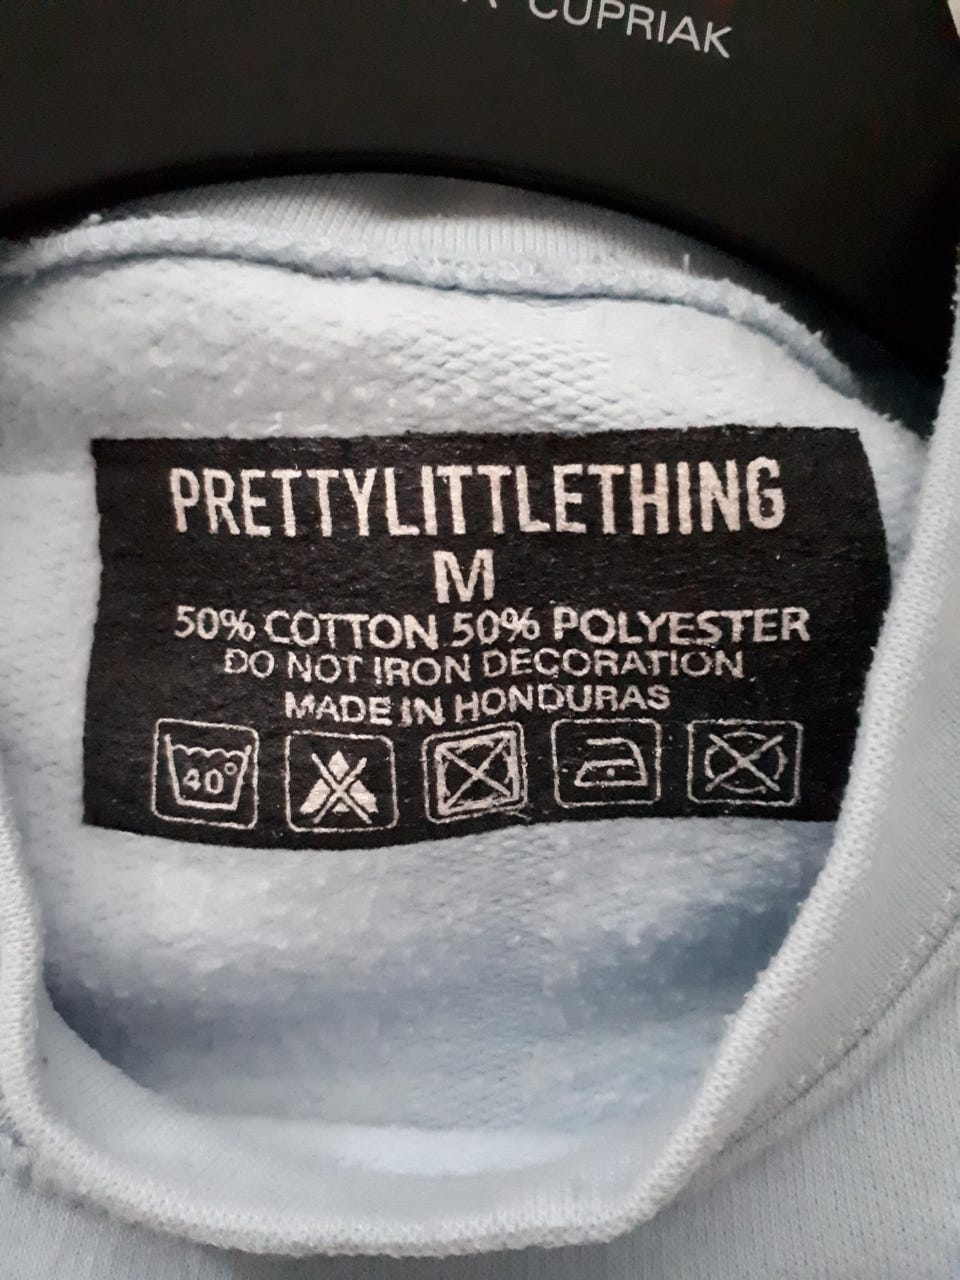 CUPRIAK
PRETTYLITTLETHING
M
50% COTTON 50% POLYESTER
DO NOT IRON DECORATION
MADE IN HONDURAS
40°